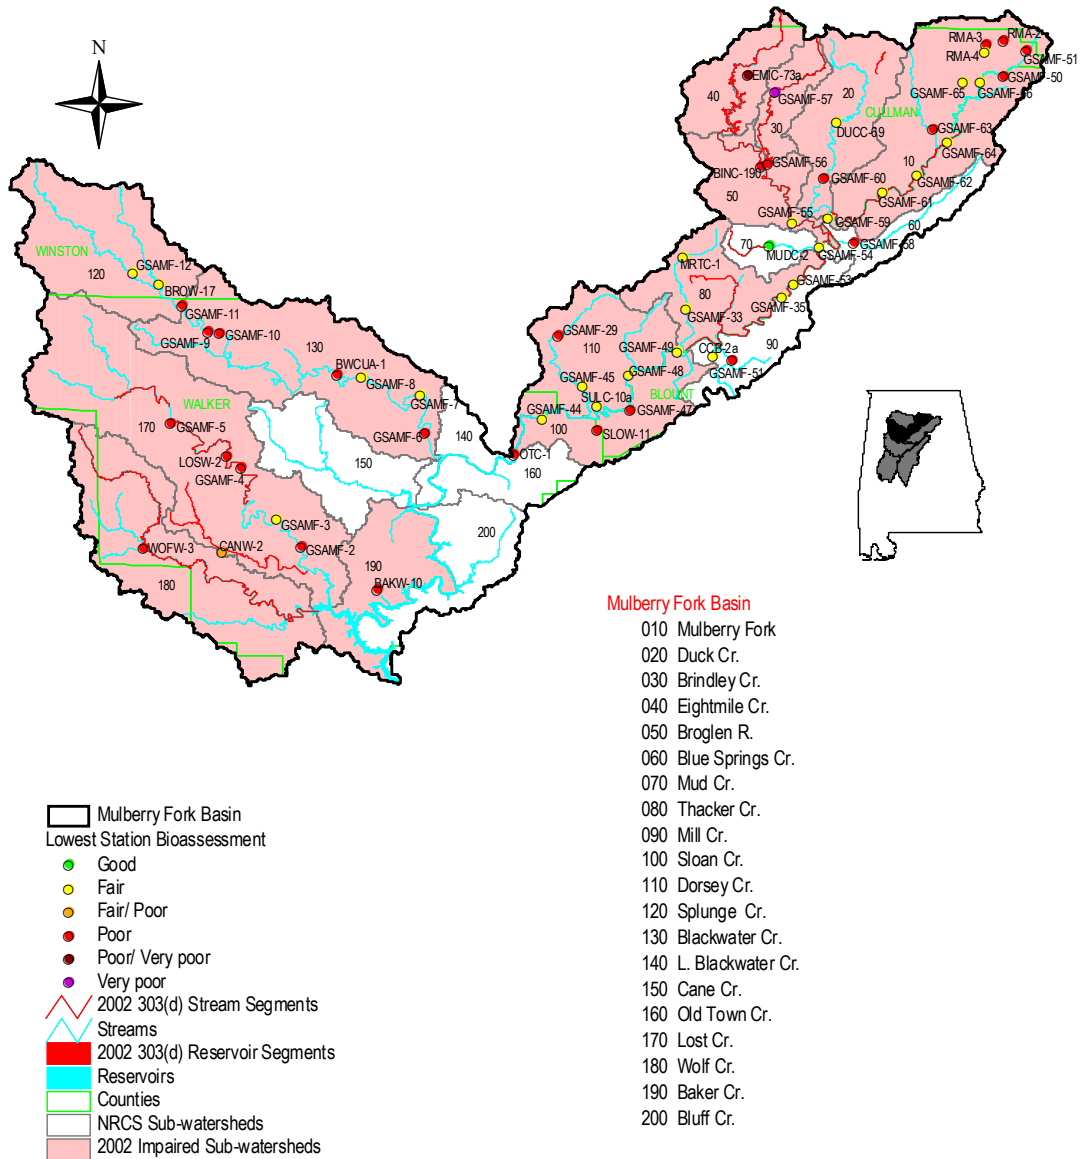 N
RMA-3
RMA-2
RMA-4
GSAMF-51
EMIC-73a
GSAMF-50
GSAMF-65
GSAMF-66
GSAMF-57
20
40
CULLMAN
30
DUCC-69
GSAMF-63
GSAMF-64
GSAMF-56
10
BINC-190
GSAMF-60
GSAMF-62
50
GSAMF-61
GSAMF-55
GSAMF-59
60
WINSTON
70
GSAMF-58
MUDC-2
GSAMF-54
120
GSAMF-12
MRTC-1
BROW-17
GSAMF-53
80
GSAMF-35
GSAMF-11
GSAMF-33
GSAMF-9
GSAMF-10
GSAMF-29
90
130
110
GSAMF-49
CCB-2a
BWCUA-1
GSAMF-51
GSAMF-8
GSAMF-48
GSAMF-45
BLOUNT
GSAMF-7
WALKER
SULC-10a
GSAMF-47
GSAMF-44
170
GSAMF-5
GSAMF-6
140
100
SLOW-11
OTC-1
LOSW-2
150
160
GSAMF-4
GSAMF-3
200
WOFW-3
CANW-2
GSAMF-2
190
180
BAKW-10
Mulberry Fork Basin
010 Mulberry Fork
020 Duck Cr.
030 Brindley Cr.
040 Eightmile Cr.
050 Broglen R.
060 Blue Springs Cr.
070 Mud Cr.
080 Thacker Cr.
090 Mill Cr.
100 Sloan Cr.
110 Dorsey Cr.
120 Splunge Cr.
130 Blackwater Cr.
140 L. Blackwater Cr.
150 Cane Cr.
160 Old Town Cr.
170 Lost Cr.
180 Wolf Cr.
190 Baker Cr.
200 Bluff Cr.
Mulberry Fork Basin
Lowest Station Bioassessment
Good
Fair
Fair/ Poor
Poor
Poor/ Very poor
Very poor
2002 303(d) Stream Segments
Streams
2002 303(d) Reservoir Segments
Reservoirs
Counties
NRCS Sub-watersheds
2002 Impaired Sub-watersheds